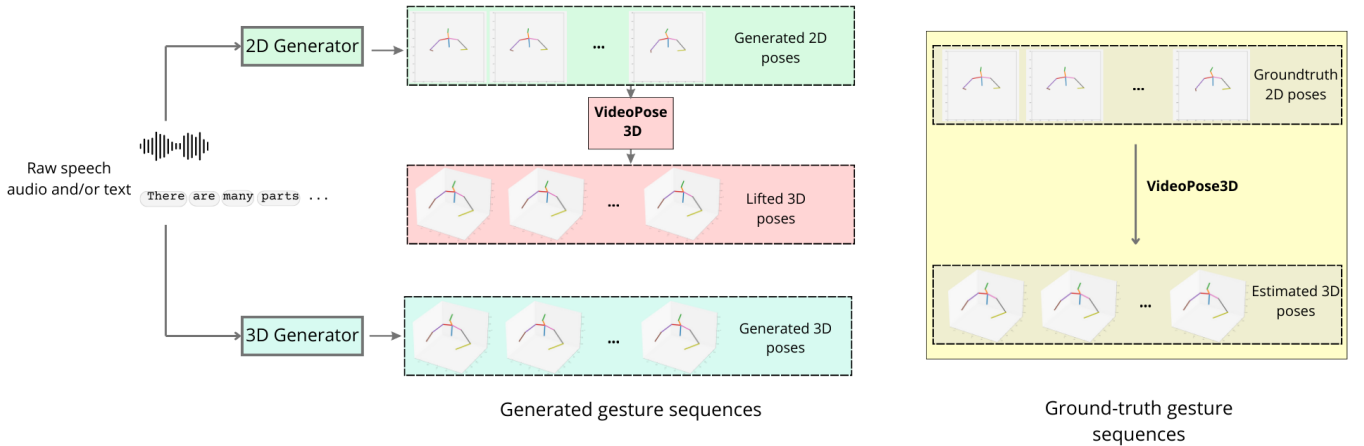 2D Generator
...
Generated 2D
poses
VideoPose
3D
Raw speech
audio and/or text
There are many parts ...
...
Lifted 3D
poses
3D Generator
...
Generated 3D
poses
Generated gesture sequences
...
Groundtruth
2D poses
VideoPose3D
...
Estimated 3D
poses
Ground-truth gesture
sequences